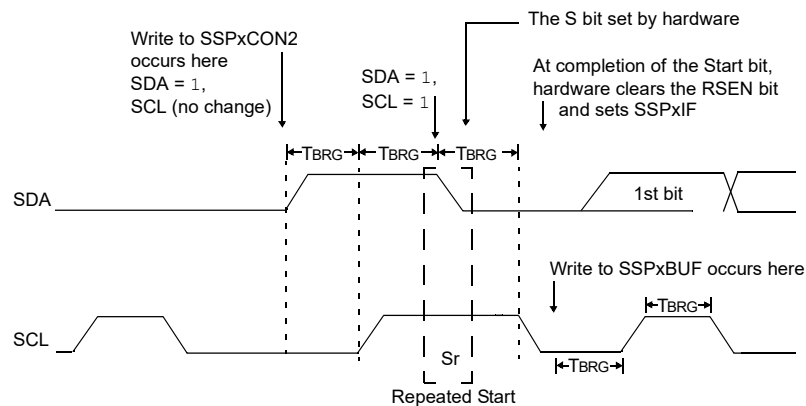 The S bit set by hardware
Write to SSPxCON2
occurs here
SDA = 1,
SCL (no change)
SDA = 1,
SCL = 1
At completion of the Start bit,
hardware clears the RSEN bit
and sets SSPxIF
TBRG
TBRG
TBRG
SDA
1st bit
Write to SSPxBUF occurs here
TBRG
SCL
Sr
TBRG
Repeated Start